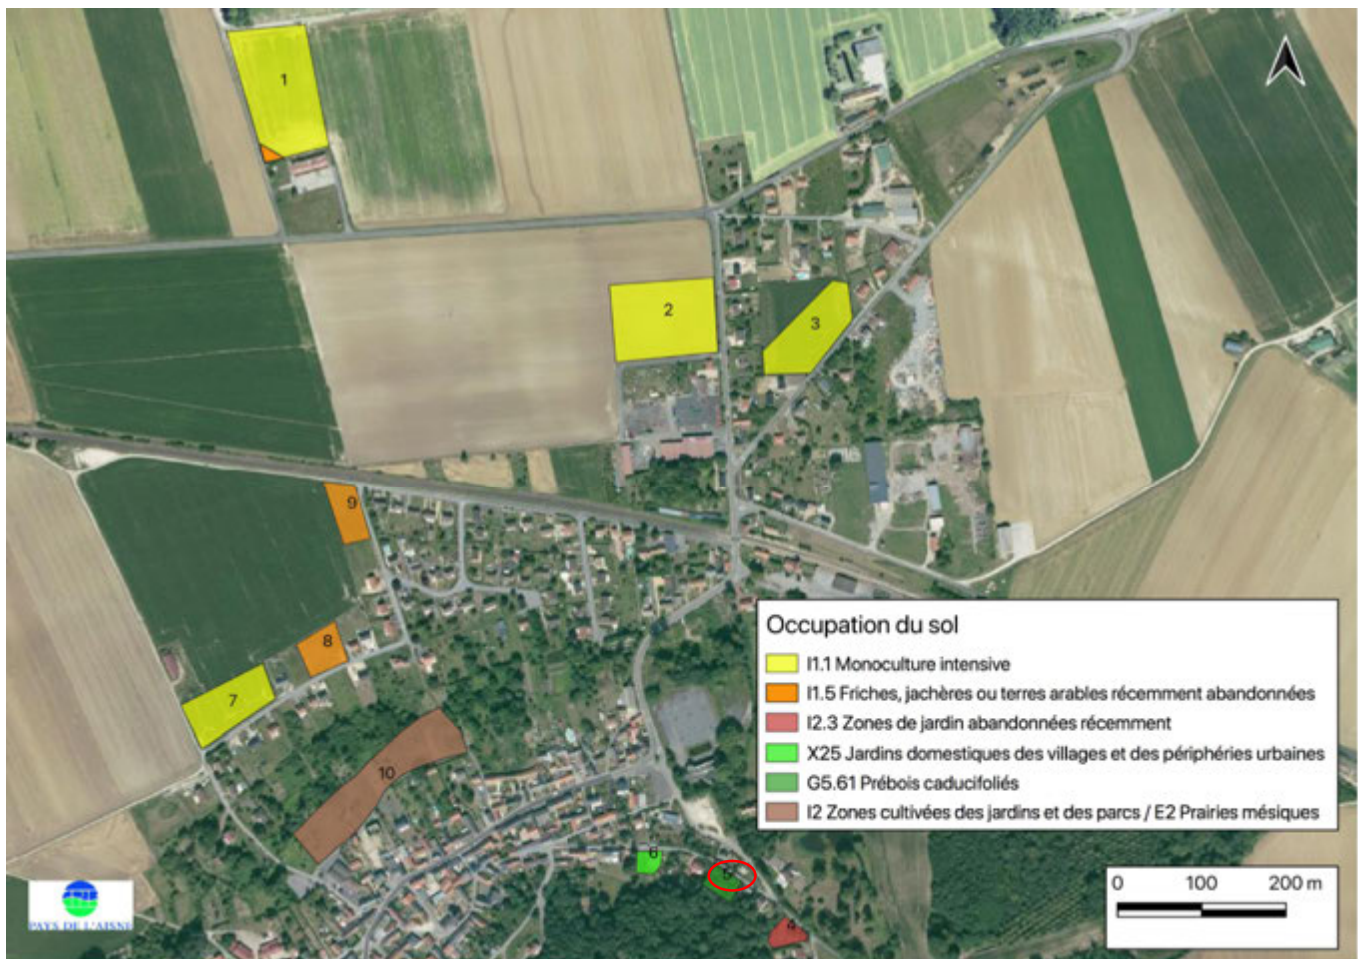 1
2
3
9
8
7
10
6
5
4
Occupation du sol
I1.1 Monoculture intensive
I1.5 Friches, jachères ou terres arables récemment abandonnées
I2.3 Zones de jardin abandonnées récemment
X25 Jardins domestiques des villages et des périphéries urbaines
G5.61 Prébois caducifoliés
I2 Zones cultivées des jardins et des parcs / E2 Prairies mésiques
0 100 200 m
PAYS DE L'AISNE